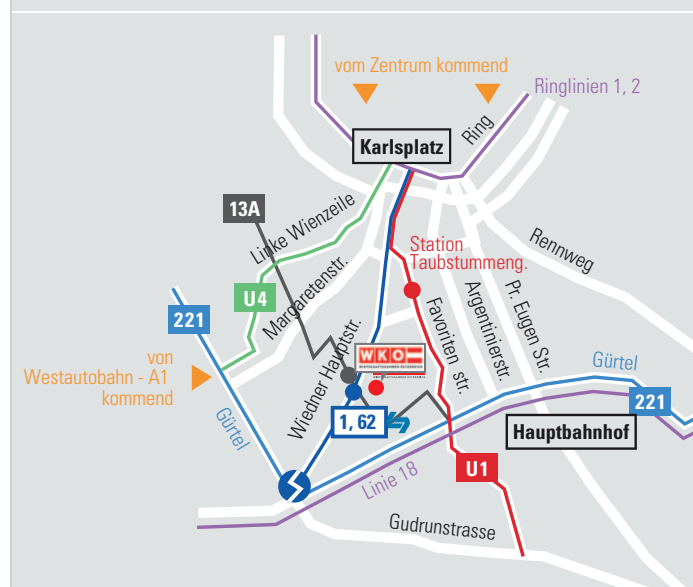 vom Zentrum kommend
Ringlinien 1, 2
Ring
Karlsplatz
13A
Linke Wienzeile
Rennweg
Station
Taubstummeng.
U4
Margaretenstr.
221
Favoriten str.
Argentinierstr.
Pr. Eugen Str.
von
Westautobahn - A1
kommend
Wiedner Hauptstr.
WKO
Gürtel
221
Gürtel
1, 62
Hauptbahnhof
U1
Linie 18
Gudrunstrasse